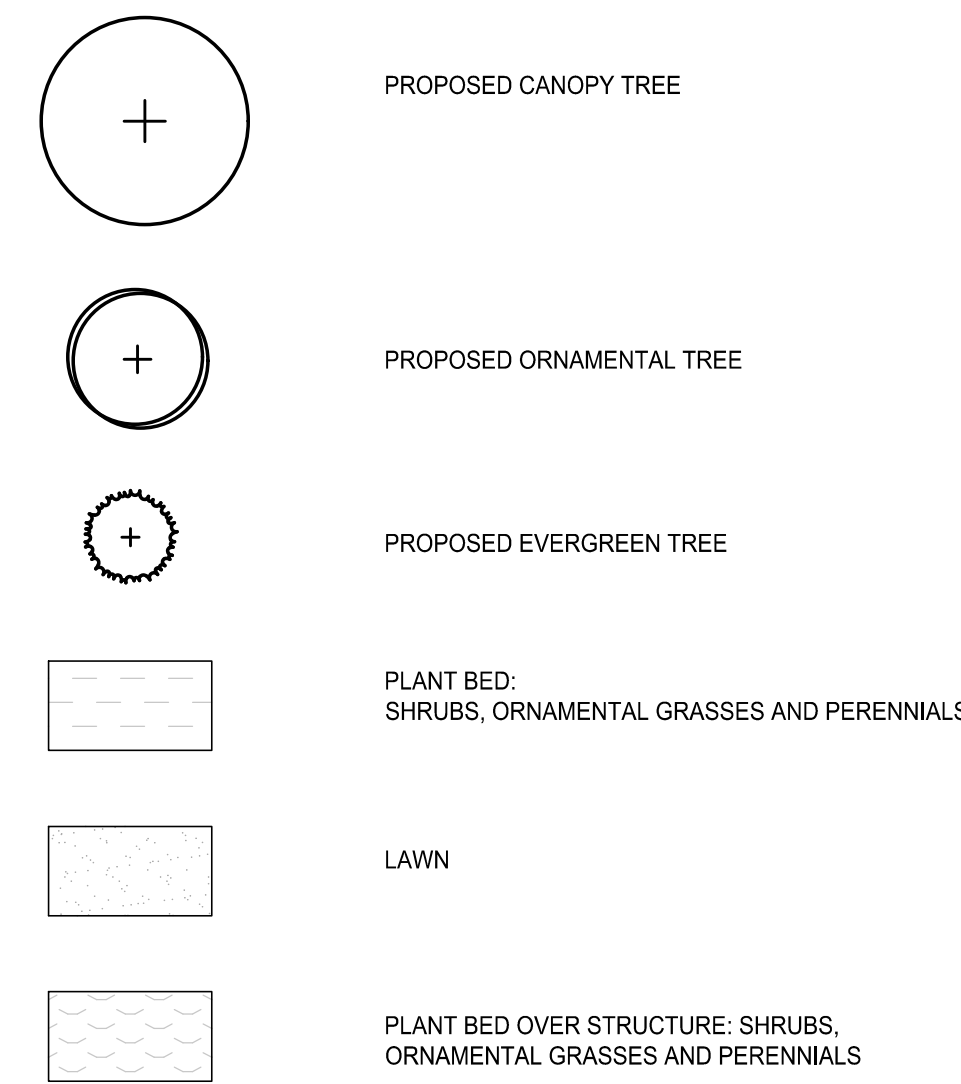 PROPOSED CANOPY TREE
PROPOSED ORNAMENTAL TREE
PROPOSED EVERGREEN TREE
PLANT BED:
SHRUBS, ORNAMENTAL GRASSES AND PERENNIALS
LAWN
PLANT BED OVER STRUCTURE: SHRUBS,
ORNAMENTAL GRASSES AND PERENNIALS